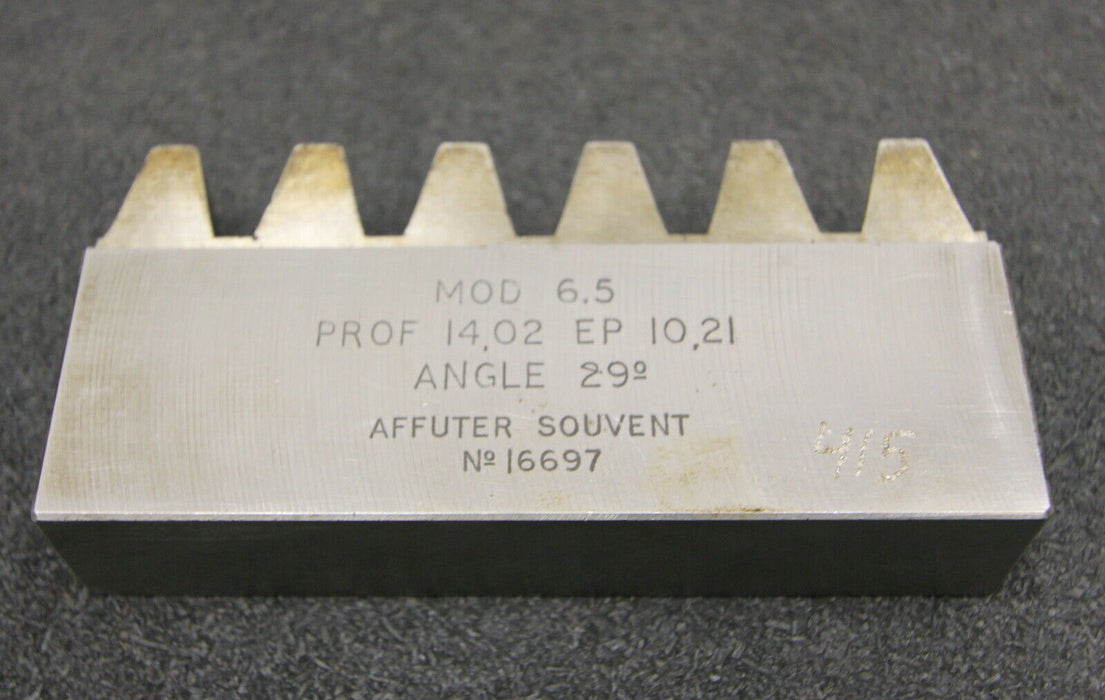 MOD 6.5
PROF 14,02 EP 10,21
ANGLE 29º
AFFUTER SOUVENT
Nº 16697
415